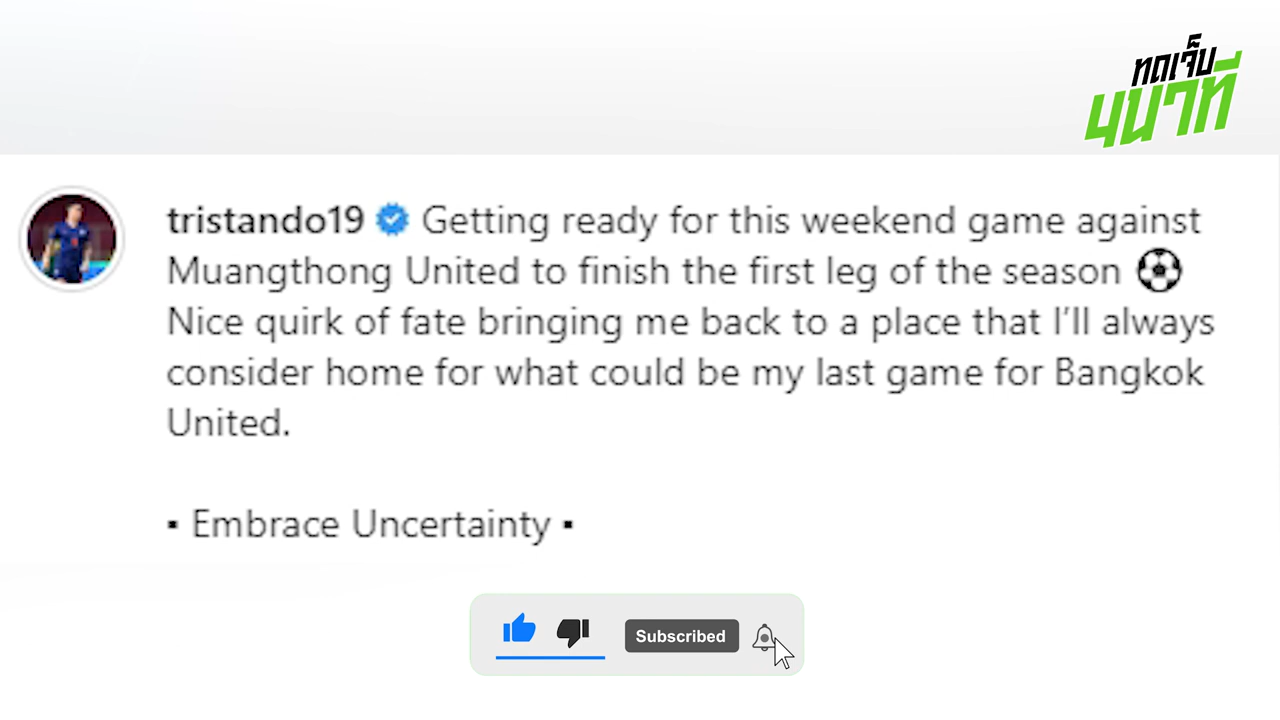 ทดเจ็บ
4นาที
tristando19 Getting ready for this weekend game against
Muangthong United to finish the first leg of the season ⚽
Nice quirk of fate bringing me back to a place that I’ll always
consider home for what could be my last game for Bangkok
United.
▪ Embrace Uncertainty ▪
Subscribed